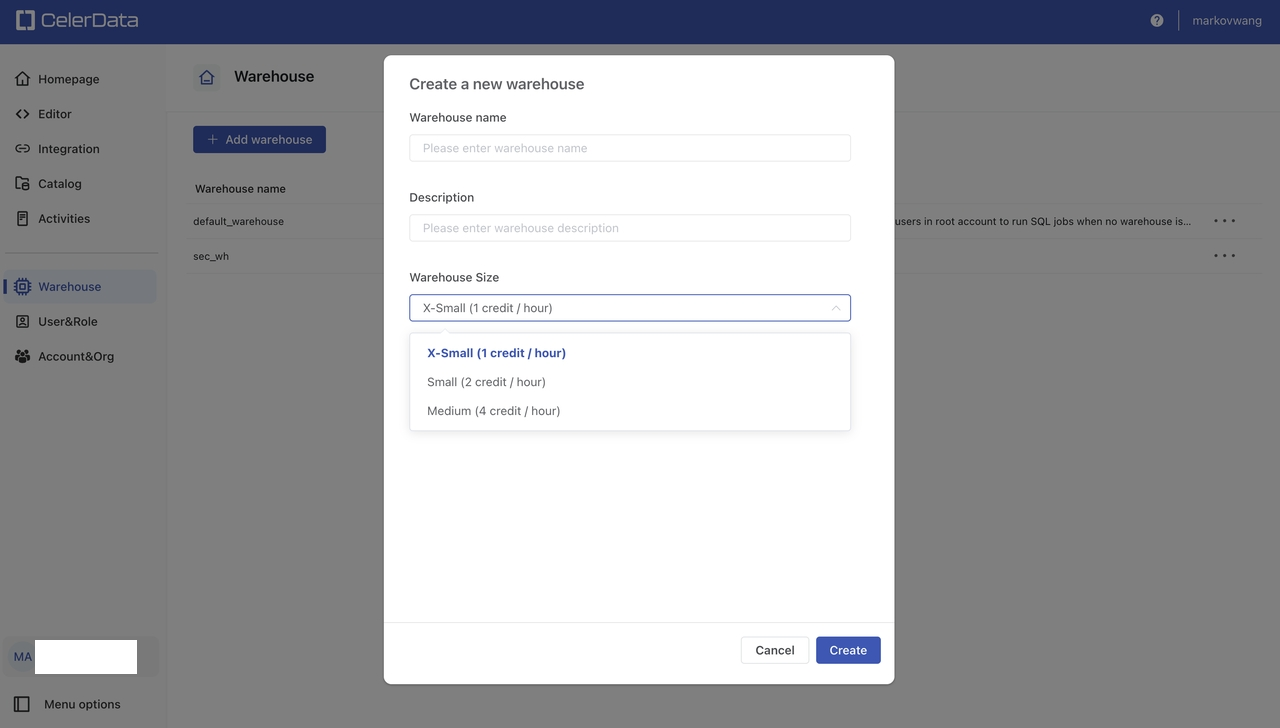 CelerData
? markovwang
Homepage
Editor
Integration
Catalog
Activities
Warehouse
User&Role
Account&Org
MA
Menu options
Warehouse
+ Add warehouse
Warehouse name
default_warehouse
users in root account to run SQL jobs when no warehouse is...
sec_wh
Create a new warehouse
Warehouse name
Please enter warehouse name
Description
Please enter warehouse description
Warehouse Size
X-Small (1 credit / hour)
X-Small (1 credit / hour)
Small (2 credit / hour)
Medium (4 credit / hour)
Cancel
Create